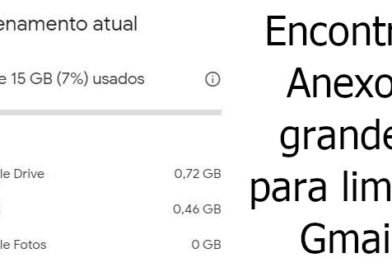 enamento atual
e 15 GB (7%) usados
le Drive 0,72 GB
0,46 GB
le Fotos 0 GB
Encontr
Anexo
grande
para lim
Gmai